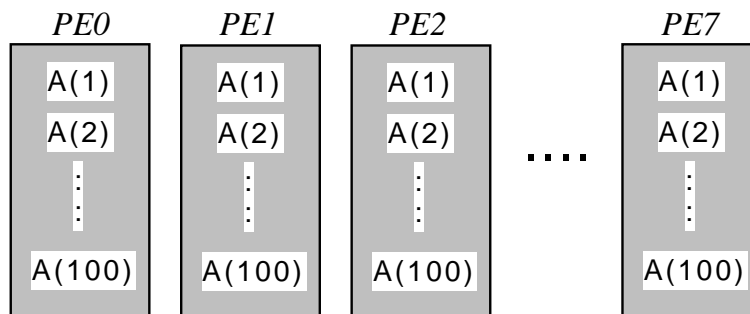 PE0 PE1 PE2 PE7
A(1) A(1) A(1) A(1)
A(2) A(2) A(2) .... A(2)
A(100) A(100) A(100) A(100)